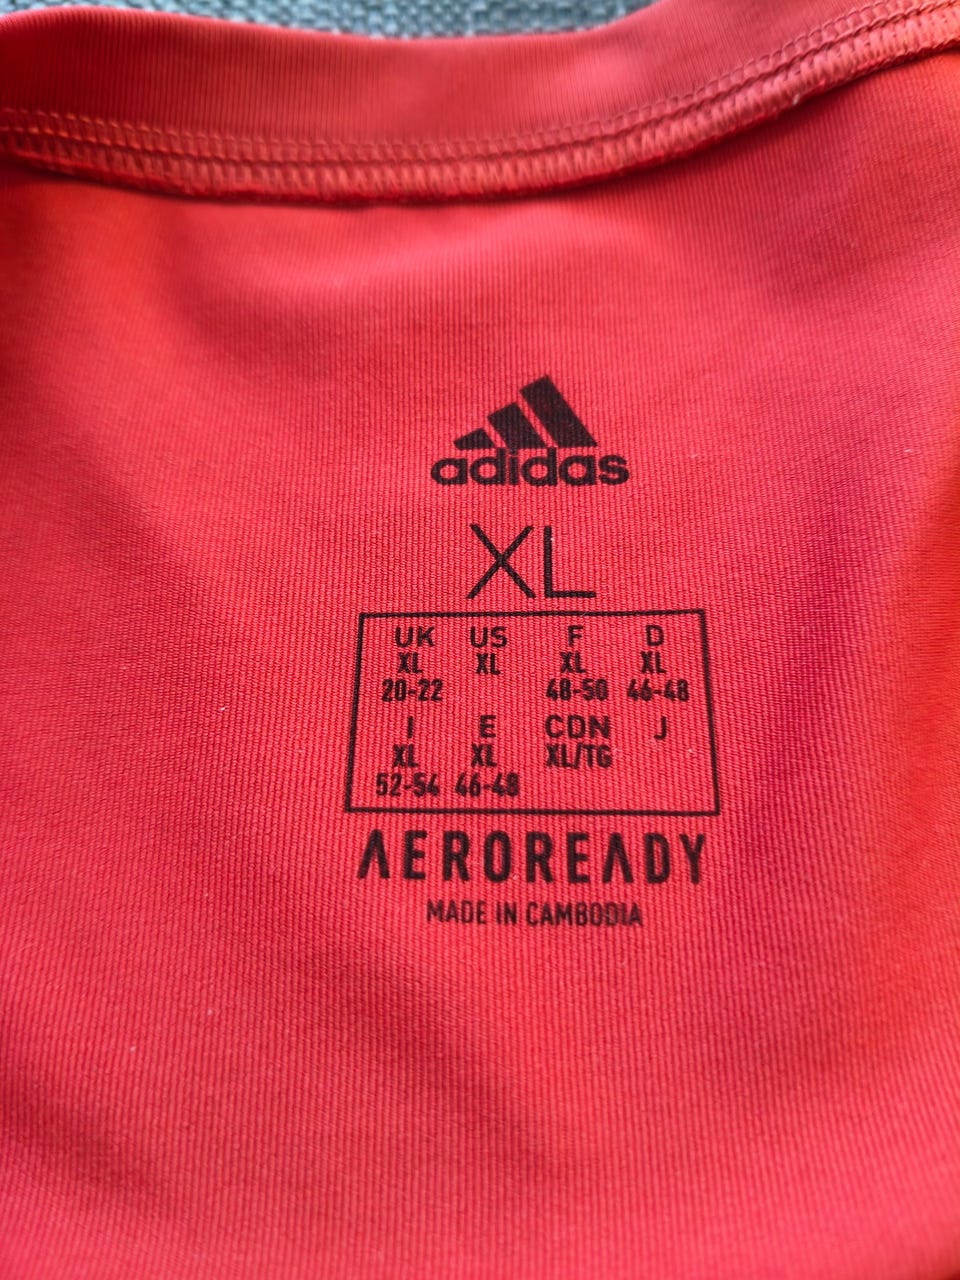 adidas
XL
UK US F D
XL XL XL XL
20-22 48-50 46-48
I E CDN J
XL XL XL/TG
52-54 46-48
AEROREADY
MADE IN CAMBODIA